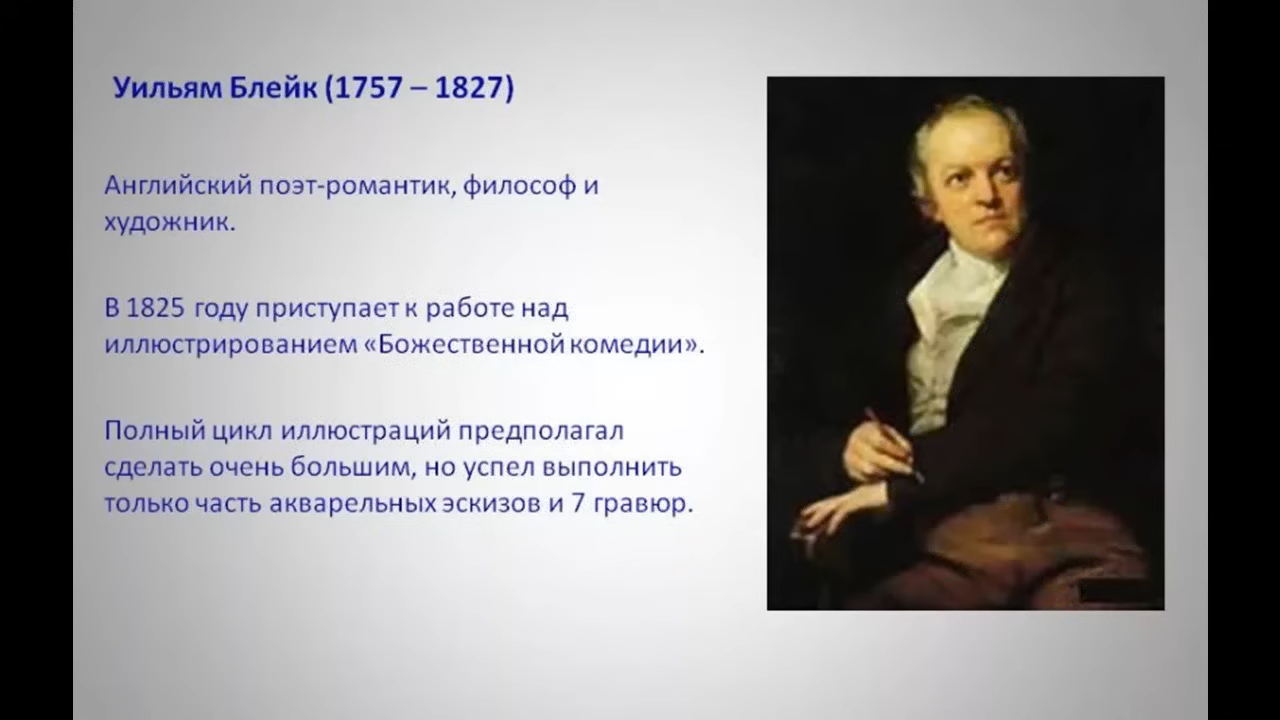 Уильям Блейк (1757 – 1827)
Английский поэт-романтик, философ и
художник.
В 1825 году приступает к работе над
иллюстрированием «Божественной комедии».
Полный цикл иллюстраций предполагал
сделать очень большим, но успел выполнить
только часть акварельных эскизов и 7 гравюр.